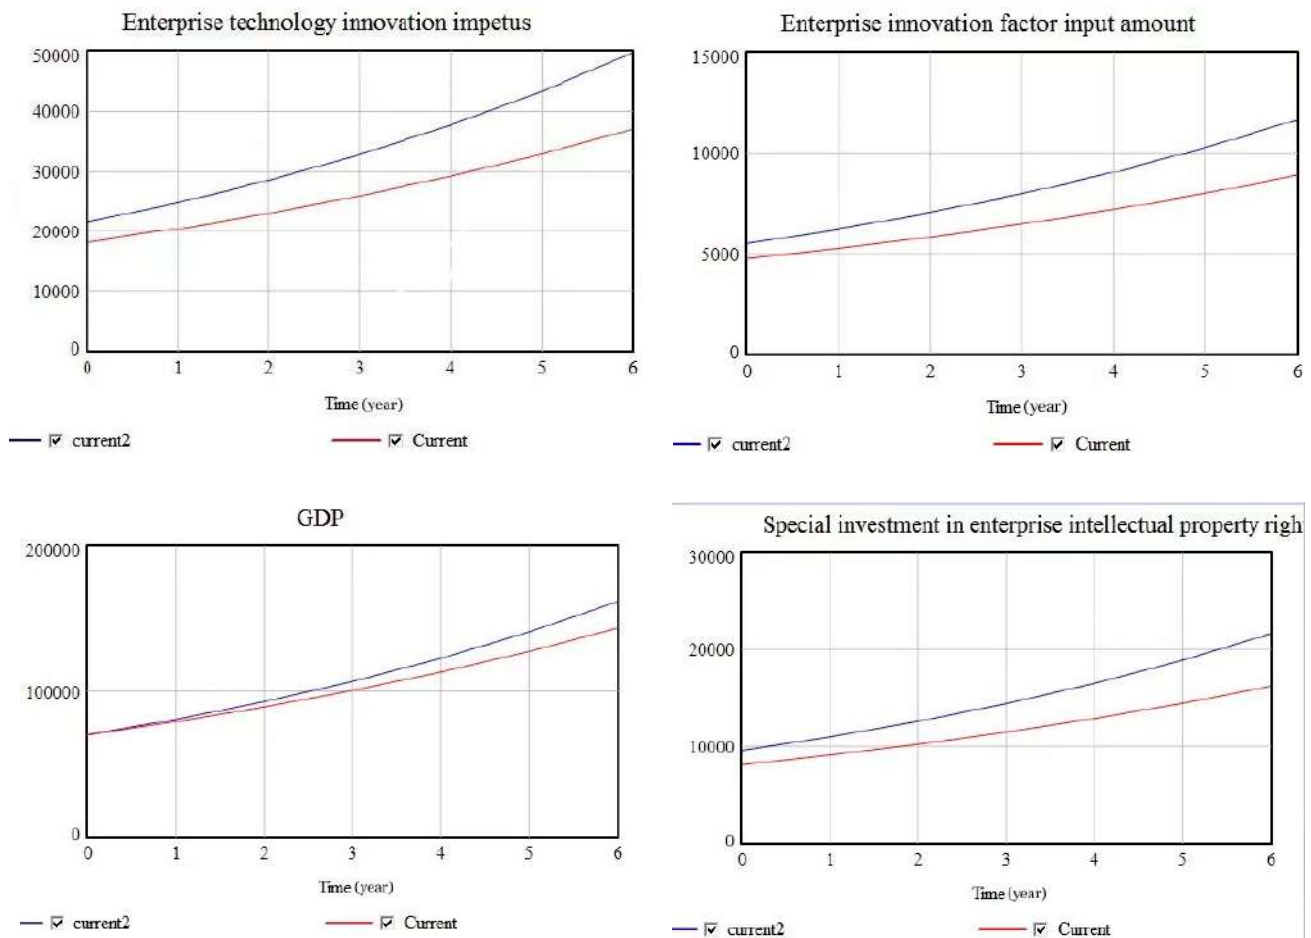 Enterprise technology innovation impetus
50000
40000
30000
20000
10000
0
0 1 2 3 4 5 6
Time (year)
current2 Current
Enterprise innovation factor input amount
15000
10000
5000
0
0 1 2 3 4 5 6
Time (year)
current2 Current
GDP
200000
100000
0
0 1 2 3 4 5 6
Time (year)
current2 Current
Special investment in enterprise intellectual property righ
30000
20000
10000
0
0 1 2 3 4 5 6
Time (year)
current2 Current